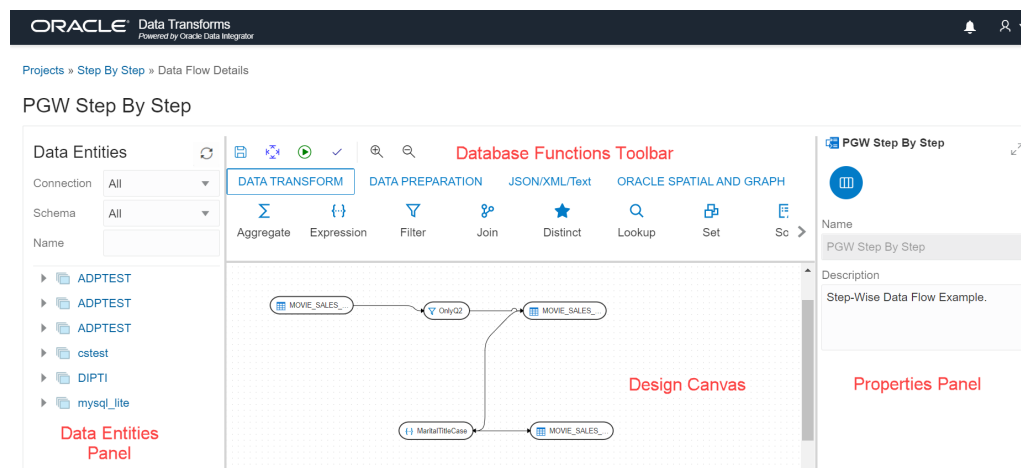 ORACLE Data Transforms
Powered by Oracle Data Integrator
Projects » Step By Step » Data Flow Details
PGW Step By Step
Data Entities
Connection All
Schema All
Name
ADPTEST
ADPTEST
ADPTEST
cstest
DIPTI
mysql_lite
Data Entities
Panel
Database Functions Toolbar
DATA TRANSFORM DATA PREPARATION JSON/XML/Text ORACLE SPATIAL AND GRAPH
Aggregate Expression Filter Join Distinct Lookup Set Sc
MOVIE_SALES_... OnlyQ2 MOVIE_SALES_...
Design Canvas
MaritalTitleCase MOVIE_SALES_...
PGW Step By Step
Name
PGW Step By Step
Description
Step-Wise Data Flow Example.
Properties Panel